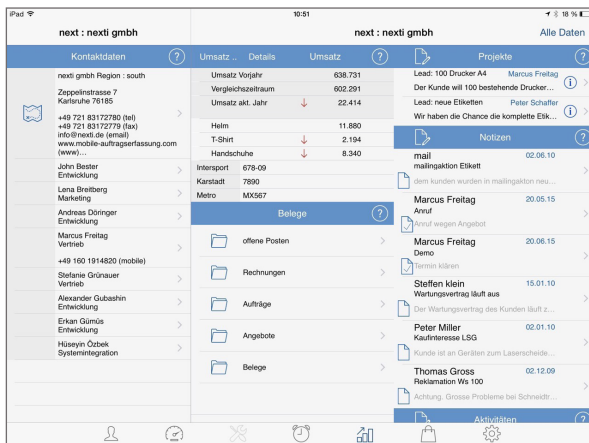 iPad
10:51
18 %
next : nexti gmbh
next : nexti gmbh
Alle Daten
Kontaktdaten
?
nexti gmbh Region : south
Zeppelinstrasse 7
Karlsruhe 76185
+49 721 83172780 (tel)
+49 721 83172779 (fax)
info@nexti.de (email)
www.mobile-auftragserfassung.com
(www)...
John Bester
Entwicklung
Lena Breitberg
Marketing
Andreas Döringer
Entwicklung
Marcus Freitag
Vertrieb
+49 160 1914820 (mobile)
Stefanie Grünauer
Vertrieb
Alexander Gubashin
Entwicklung
Erkan Gümüs
Entwicklung
Hüseyin Özbek
Systemintegration
Umsatz .. Details Umsatz ?
Umsatz Vorjahr 638.731
Vergleichszeitraum 602.291
Umsatz akt. Jahr ↓ 22.414
Helm 11.880
T-Shirt ↓ 2.194
Handschuhe ↓ 8.340
Intersport 678-09
Karstadt 7890
Metro MX567
Belege ?
offene Posten
Rechnungen
Aufträge
Angebote
Belege
Projekte ?
Lead: 100 Drucker A4 Marcus Freitag
Der Kunde will 100 bestehende Drucker...
Lead: neue Etiketten Peter Schaffer
Wir haben die Chance die komplette Etik...
Notizen ?
mail 02.06.10
mailingaktion Etikett
dem kunden wurden in mailingakton neu...
Marcus Freitag 20.05.15
Anruf
Anruf wegen Angebot
Marcus Freitag 20.06.15
Demo
Termin klären
Steffen klein 15.01.10
Wartungsvertrag läuft aus
Der Wartungsvertrag des Kunden läuft z...
Peter Miller 02.01.10
Kaufinteresse LSG
Kunde ist an Geräten zum Laserscheide...
Thomas Gross 02.12.09
Reklamation Ws 100
Achtung. Grosse Probleme bei Schneidtr...
Aktivitäten ?